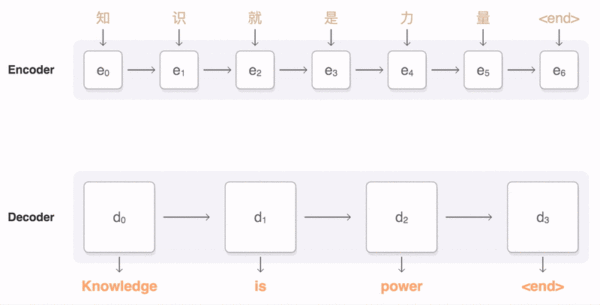 知 识 就 是 力 量 <end>
Encoder e0 e1 e2 e3 e4 e5 e6
Decoder d0 d1 d2 d3
Knowledge is power <end>